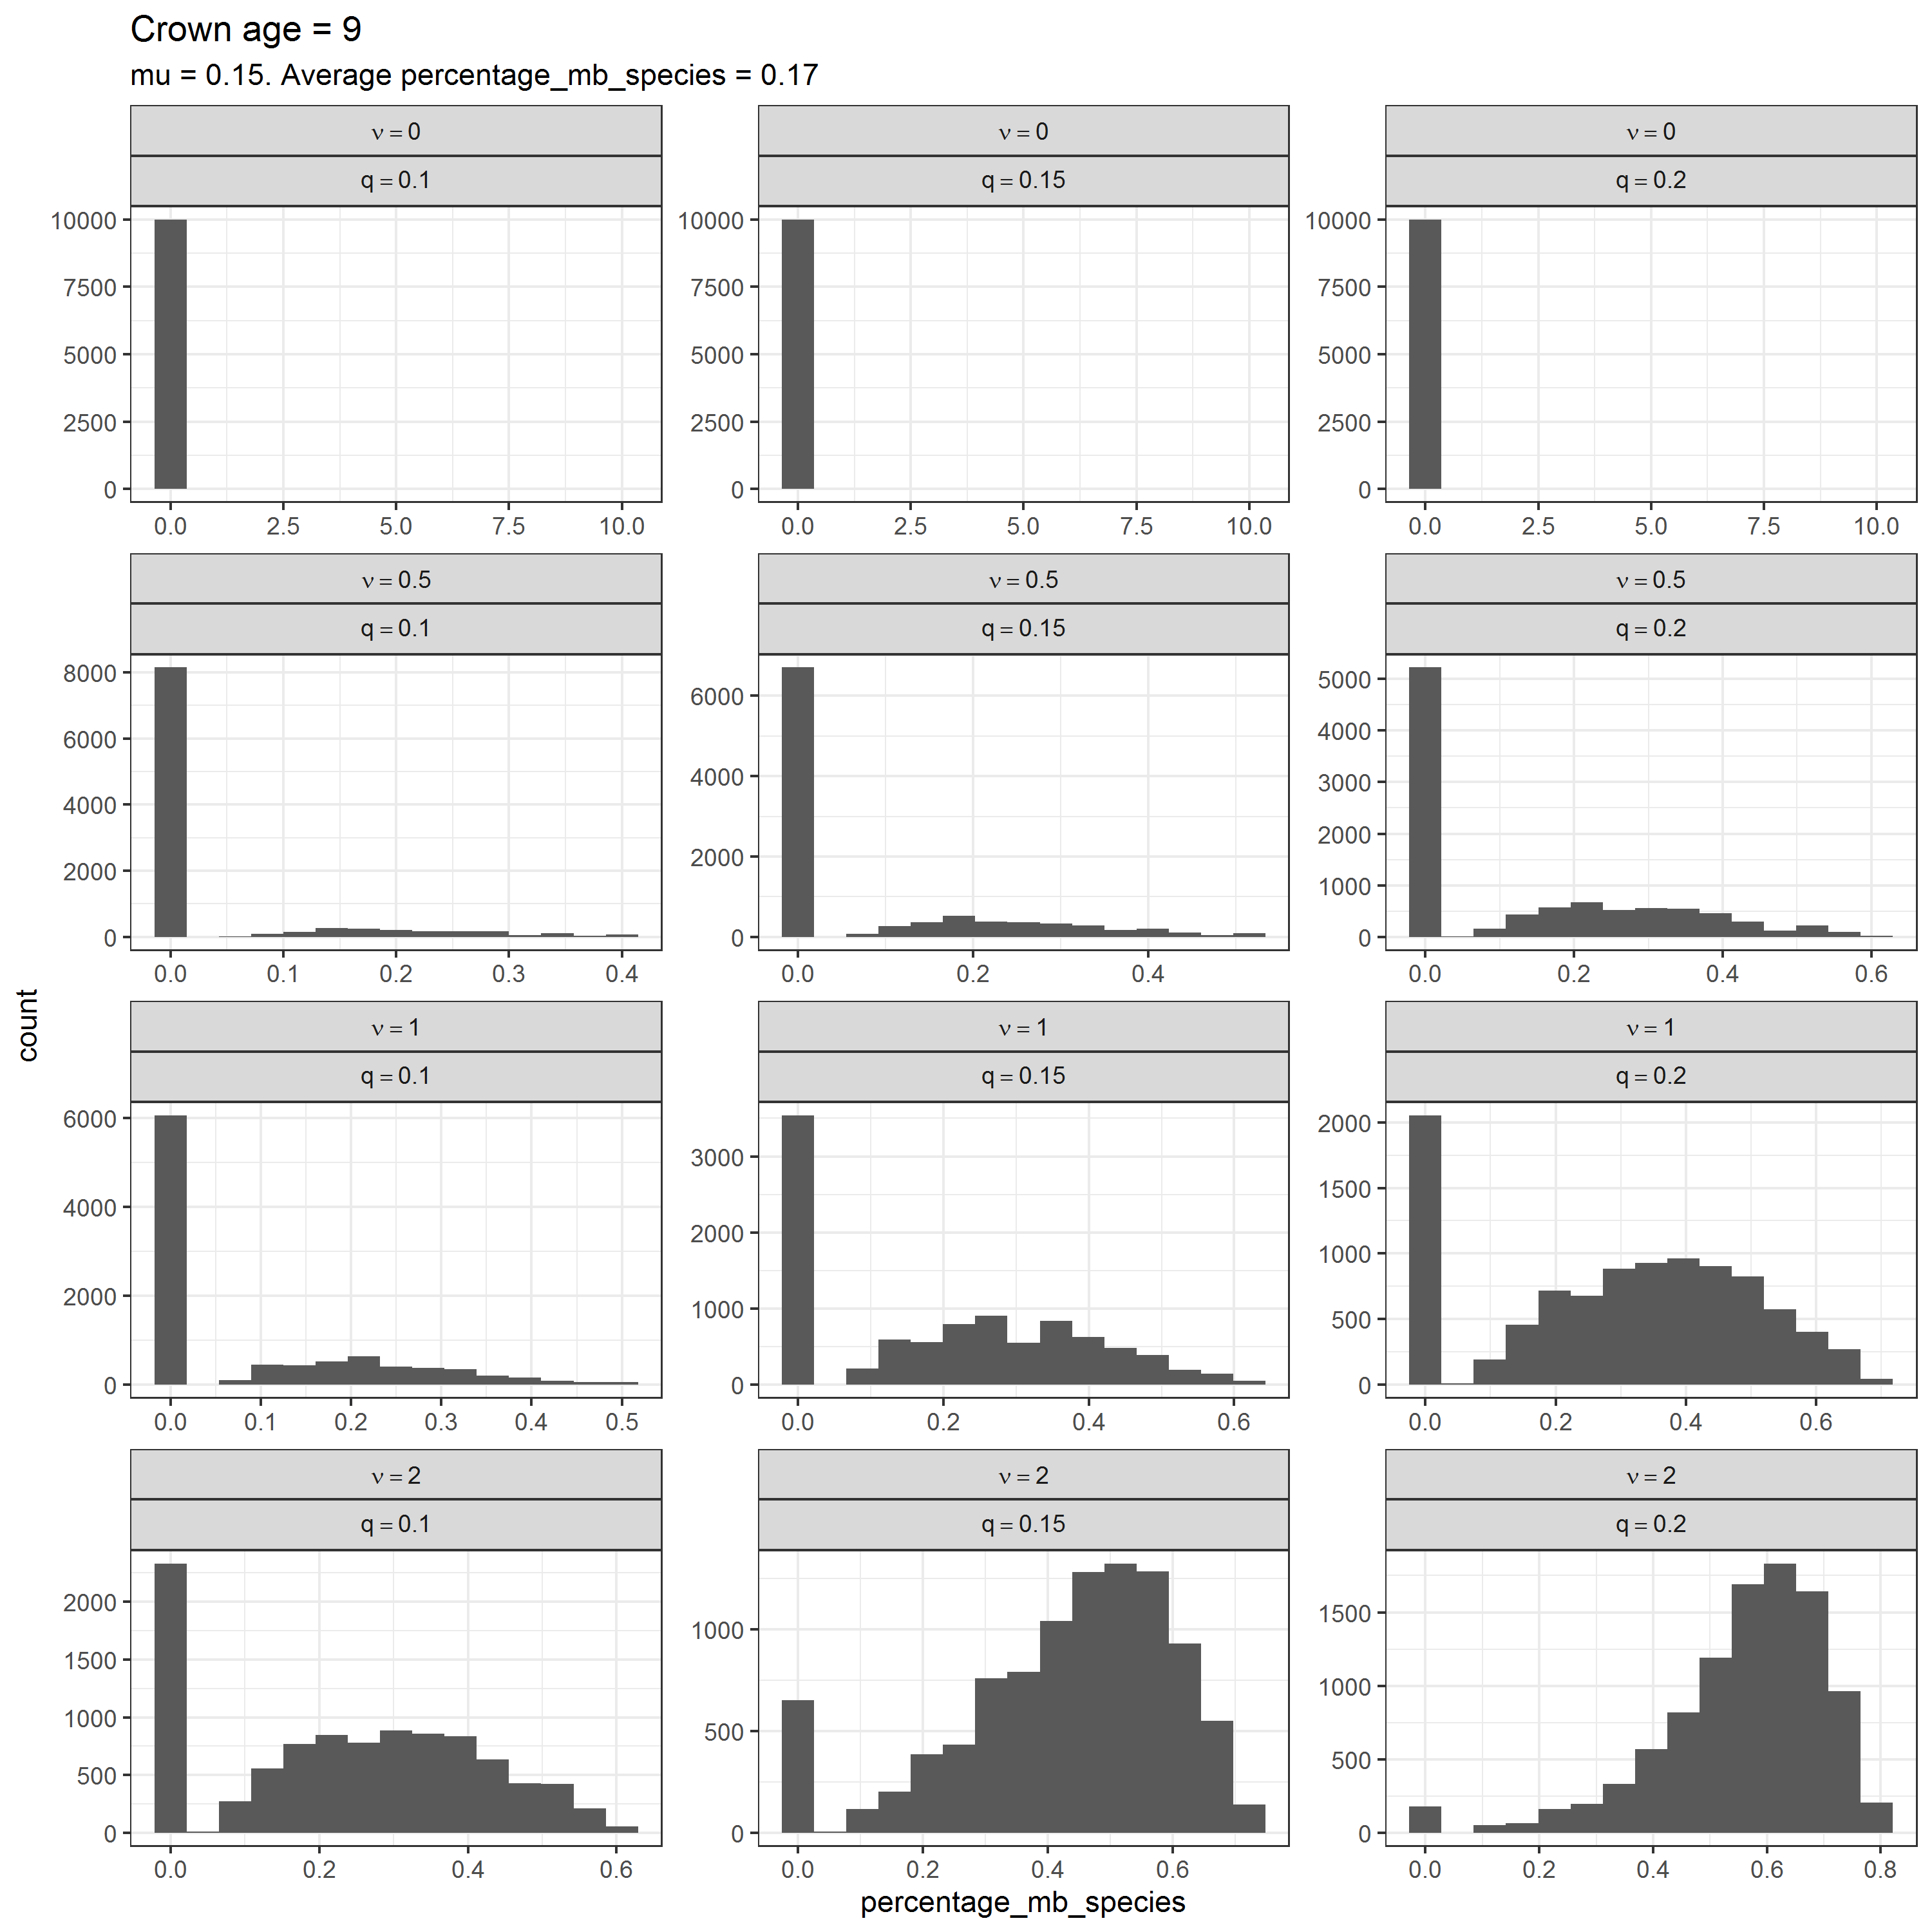 Crown age = 9
mu = 0.15. Average percentage_mb_species = 0.17
ν = 0
ν = 0
ν = 0
q = 0.1
q = 0.15
q = 0.2
10000
7500
5000
2500
0
10000
7500
5000
2500
0
10000
7500
5000
2500
0
0.0 2.5 5.0 7.5 10.0
0.0 2.5 5.0 7.5 10.0
0.0 2.5 5.0 7.5 10.0
ν = 0.5
ν = 0.5
ν = 0.5
q = 0.1
q = 0.15
q = 0.2
8000
6000
4000
2000
0
6000
4000
2000
0
5000
4000
3000
2000
1000
0
0.0 0.1 0.2 0.3 0.4
0.0 0.2 0.4
0.0 0.2 0.4 0.6
count
ν = 1
ν = 1
ν = 1
q = 0.1
q = 0.15
q = 0.2
6000
4000
2000
0
3000
2000
1000
0
2000
1500
1000
500
0
0.0 0.1 0.2 0.3 0.4 0.5
0.0 0.2 0.4 0.6
0.0 0.2 0.4 0.6
ν = 2
ν = 2
ν = 2
q = 0.1
q = 0.15
q = 0.2
2000
1500
1000
500
0
1000
500
0
1500
1000
500
0
0.0 0.2 0.4 0.6
0.0 0.2 0.4 0.6
0.0 0.2 0.4 0.6 0.8
percentage_mb_species